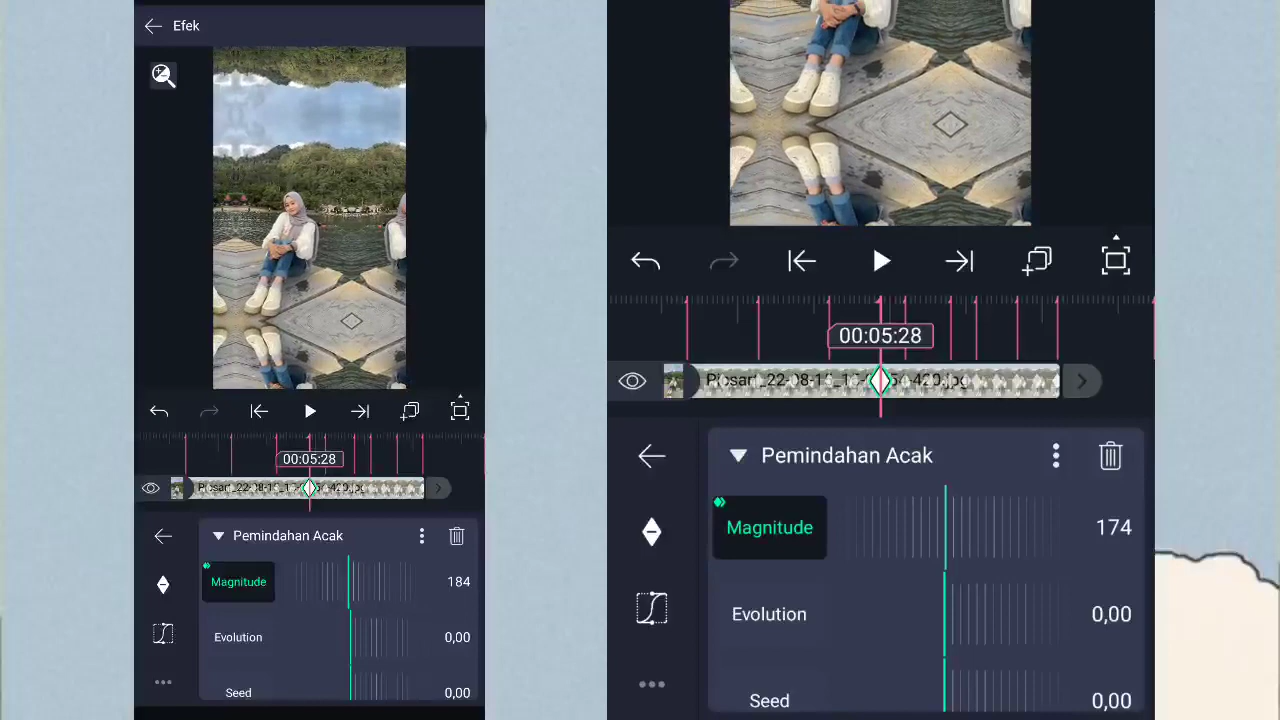 Efek
00:05:28
Pemindahan Acak
Magnitude
184
Evolution
0,00
Seed
0,00
00:05:28
Pemindahan Acak
Magnitude
174
Evolution
0,00
Seed
0,00